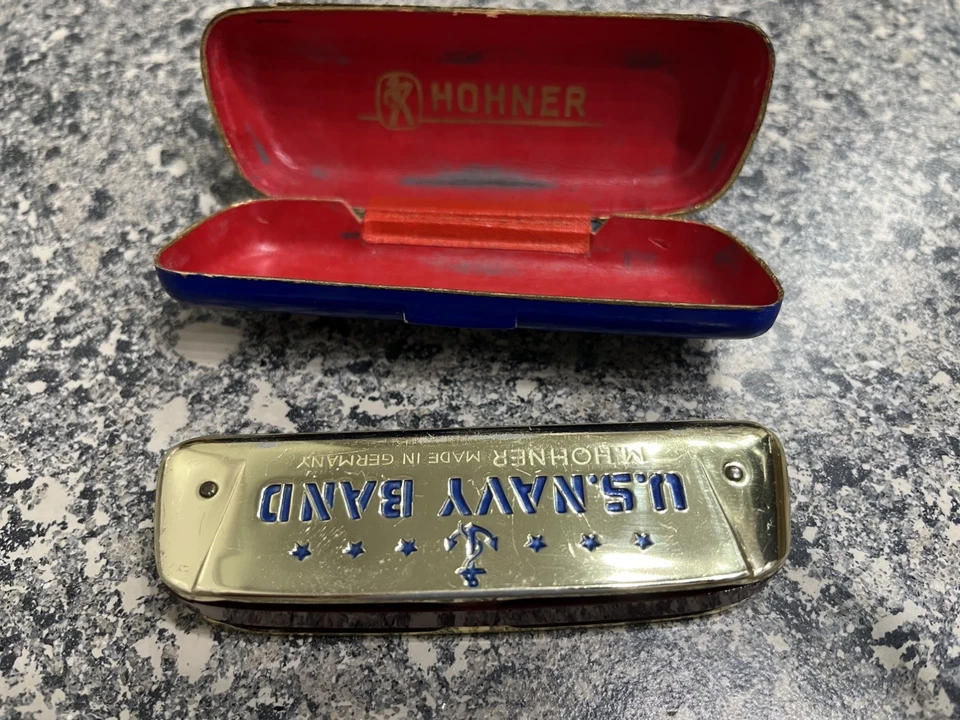 HOHNER
U.S.NAVY BAND
M.HOHNER MADE IN GERMANY